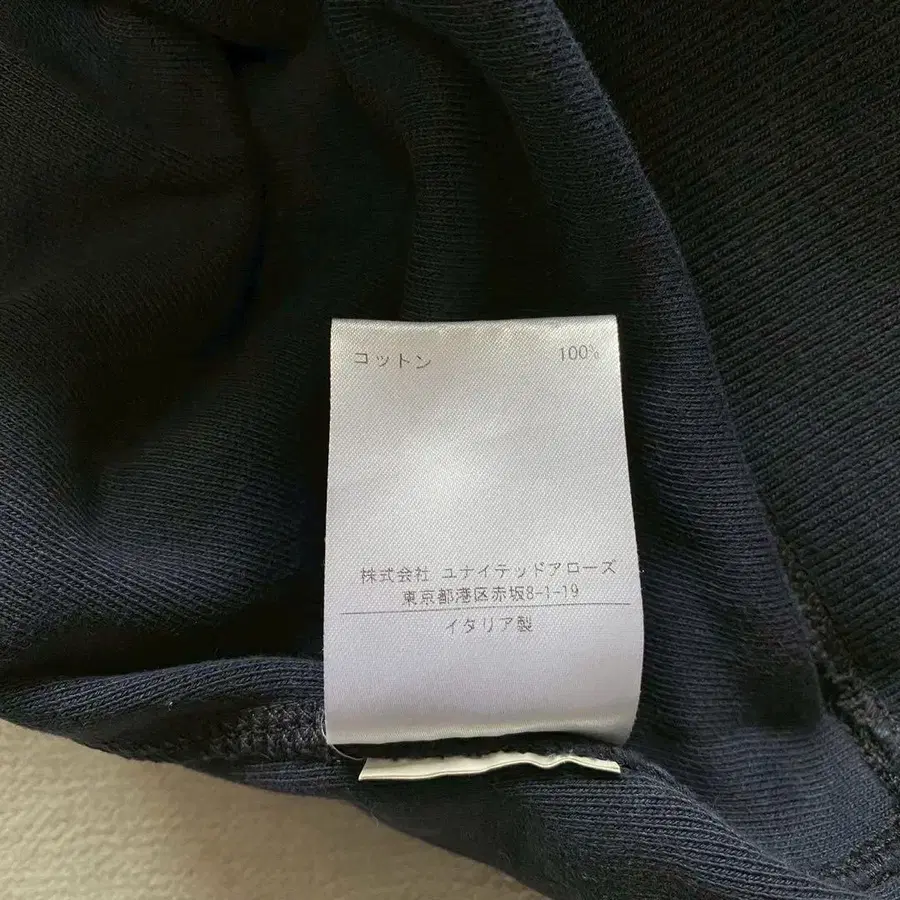 コットン 100%
株式会社 ユナイテッドアローズ
東京都港区赤坂8-1-19
イタリア製